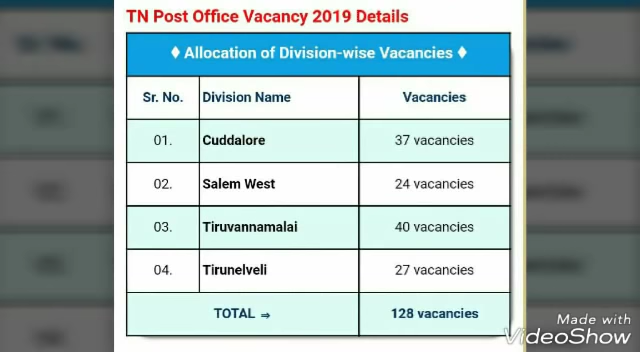 TN Post Office Vacancy 2019 Details
♦ Allocation of Division-wise Vacancies ♦
Sr. No. Division Name Vacancies
01. Cuddalore 37 vacancies
02. Salem West 24 vacancies
03. Tiruvannamalai 40 vacancies
04. Tirunelveli 27 vacancies
TOTAL ⇒ 128 vacancies
Made with
VideoShow